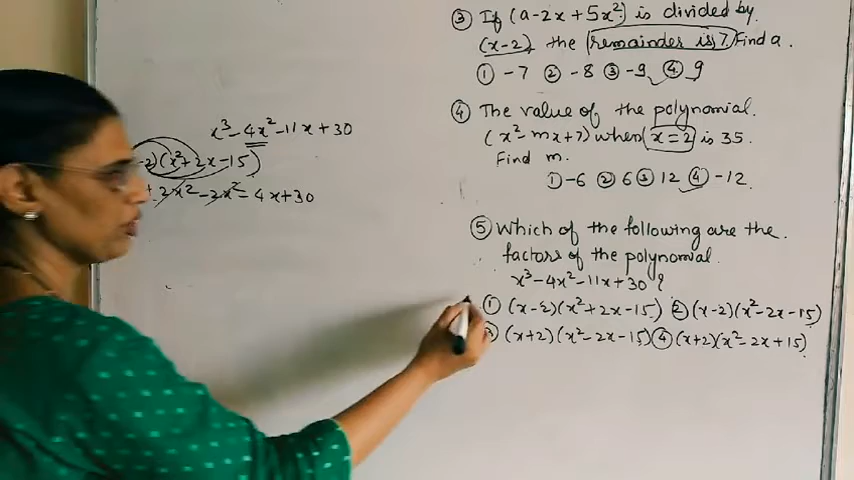 x³ - 4x² - 11x + 30
-2)(x² + 2x - 15)
+ 2x² - 2x² - 4x + 30
③ If (a - 2x + 5x²) is divided by.
(x-2), the remainder is 7. Find a.
① -7 ② -8 ③ -9 ④ 9
④ The value of the polynomial.
(x² - mx + 7) when x = 2 is 35.
Find m.
① -6 ② 6 ③ 12 ④ -12.
⑤ Which of the following are the.
factors of the polynomial.
x³ - 4x² - 11x + 30?
① (x-2)(x² + 2x - 15) ② (x-2)(x² - 2x - 15)
③ (x+2)(x² - 2x - 15) ④ (x+2)(x² - 2x + 15)